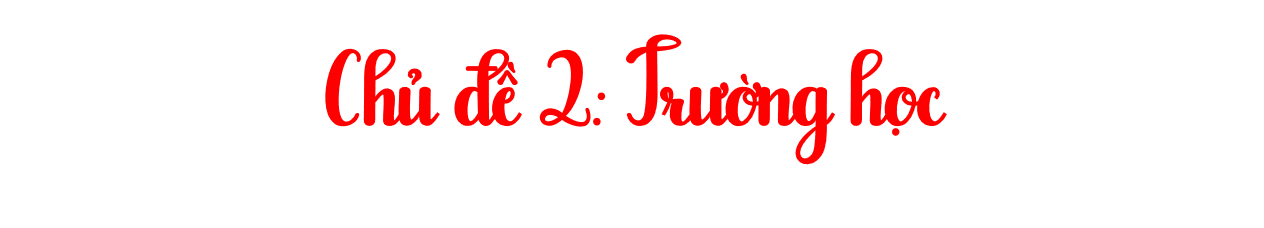 Chủ đề 2: Trường học